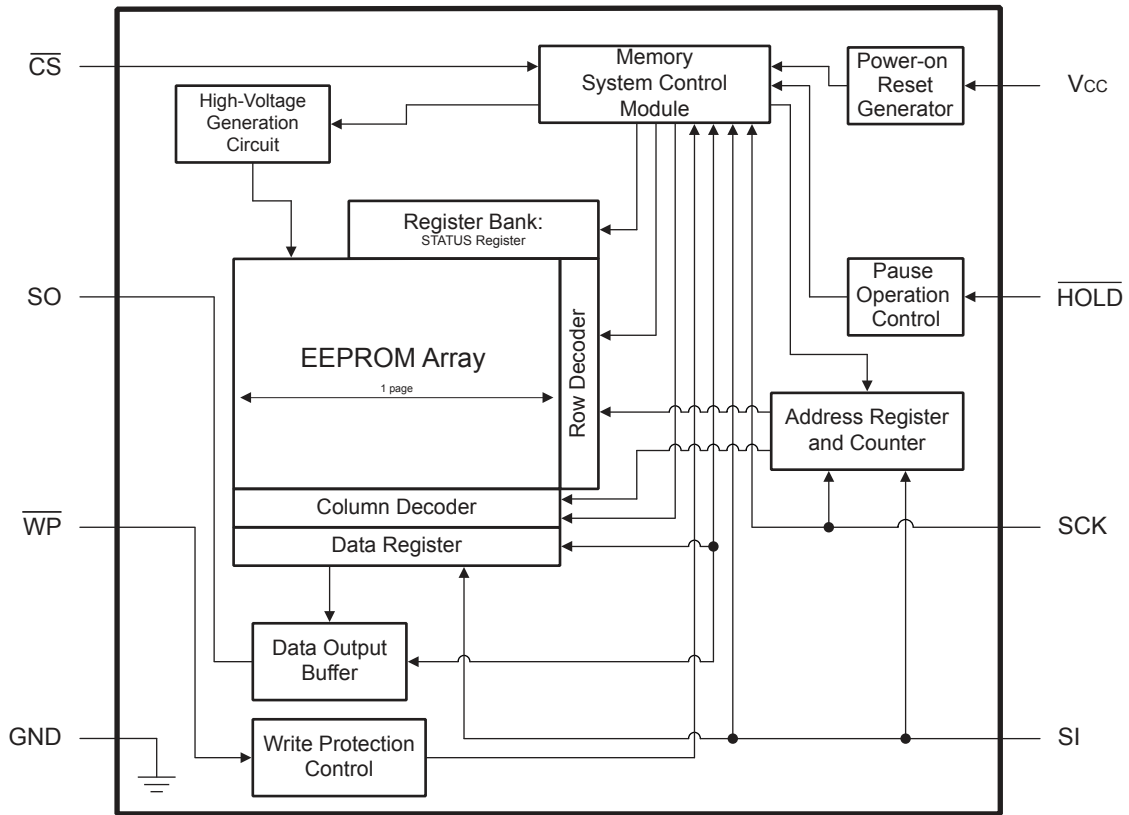 CS
Memory
System Control
Module
Power-on
Reset
Generator
VCC
High-Voltage
Generation
Circuit
Register Bank:
STATUS Register
SO
EEPROM Array
1 page
Row Decoder
Pause
Operation
Control
HOLD
Address Register
and Counter
Column Decoder
WP
Data Register
SCK
Data Output
Buffer
GND
Write Protection
Control
SI